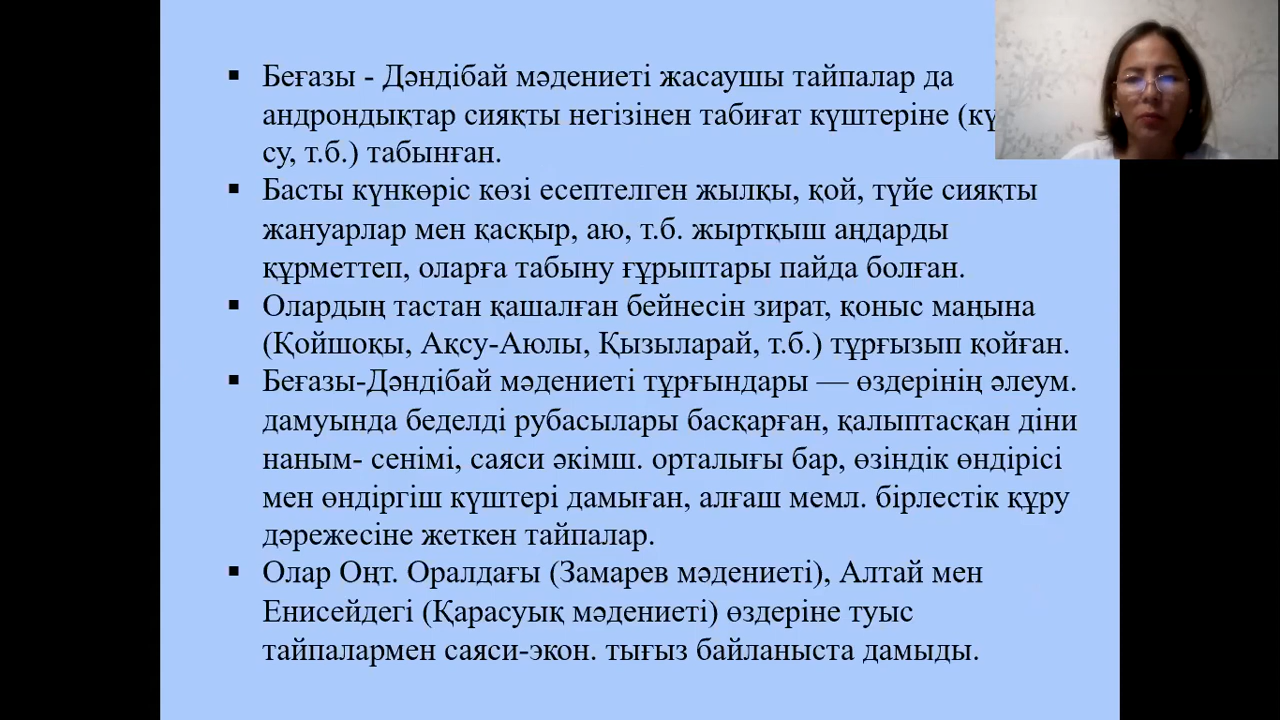 ▪ Беғазы - Дәндібай мәдениеті жасаушы тайпалар да
андрондықтар сияқты негізінен табиғат күштеріне
су, т.б.) табынған.
▪ Басты күнкөріс көзі есептелген жылқы, қой, түйе сияқты
жануарлар мен қасқыр, аю, т.б. жыртқыш аңдарды
құрметтеп, оларға табыну ғұрыптары пайда болған.
▪ Олардың тастан қашалған бейнесін зират, қоныс маңына
(Қойшоқы, Ақсу-Аюлы, Қызыларай, т.б.) тұрғызып қойған.
▪ Беғазы-Дәндібай мәдениеті тұрғындары — өздерінің әлеум.
дамуында беделді рубасылары басқарған, қалыптасқан діни
наным- сенімі, саяси әкімш. орталығы бар, өзіндік өндірісі
мен өндіргіш күштері дамыған, алғаш мемл. бірлестік құру
дәрежесіне жеткен тайпалар.
▪ Олар Оңт. Оралдағы (Замарев мәдениеті), Алтай мен
Енисейдегі (Қарасуық мәдениеті) өздеріне туыс
тайпалармен саяси-экон. тығыз байланыста дамыды.